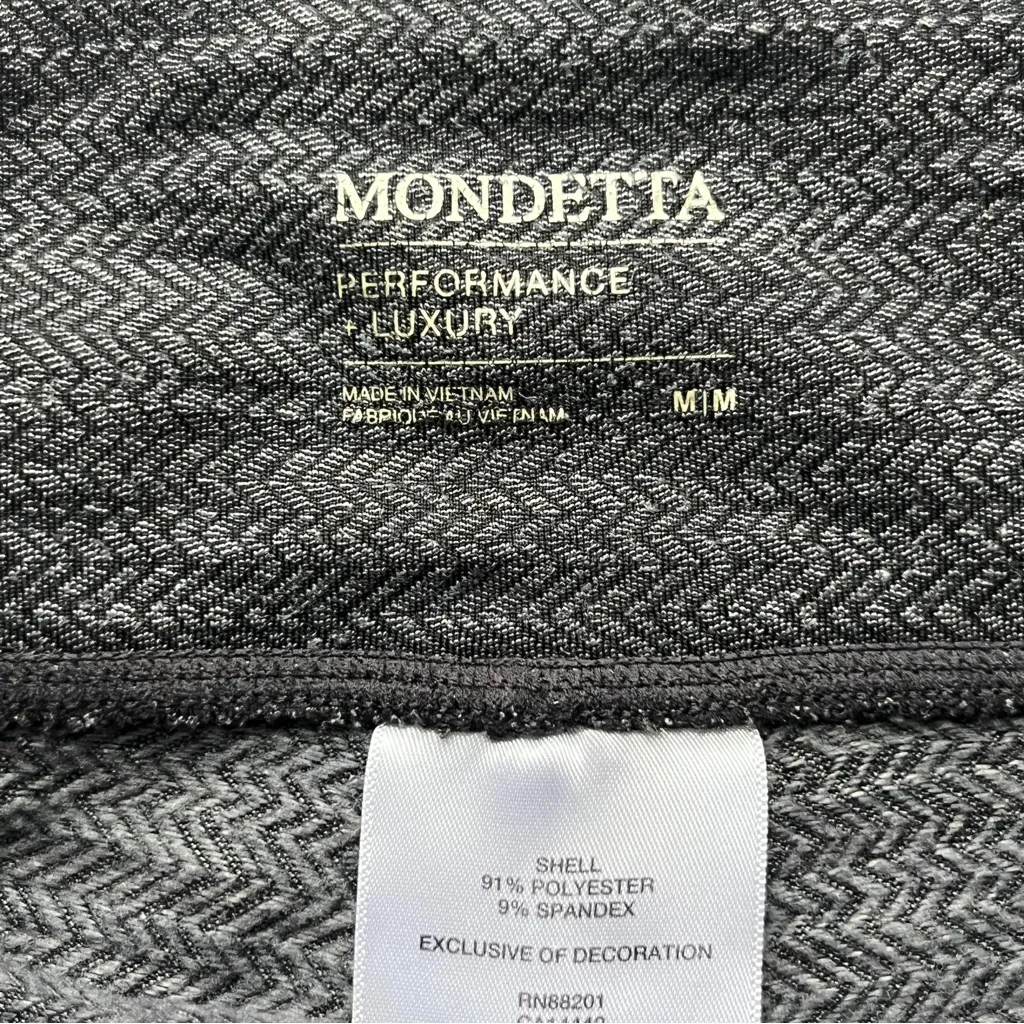 MONDETTA
PERFORMANCE
+ LUXURY
MADE IN VIETNAM
FABRIQUÉ AU VIETNAM
M|M
SHELL
91% POLYESTER
9% SPANDEX
EXCLUSIVE OF DECORATION
RN88201